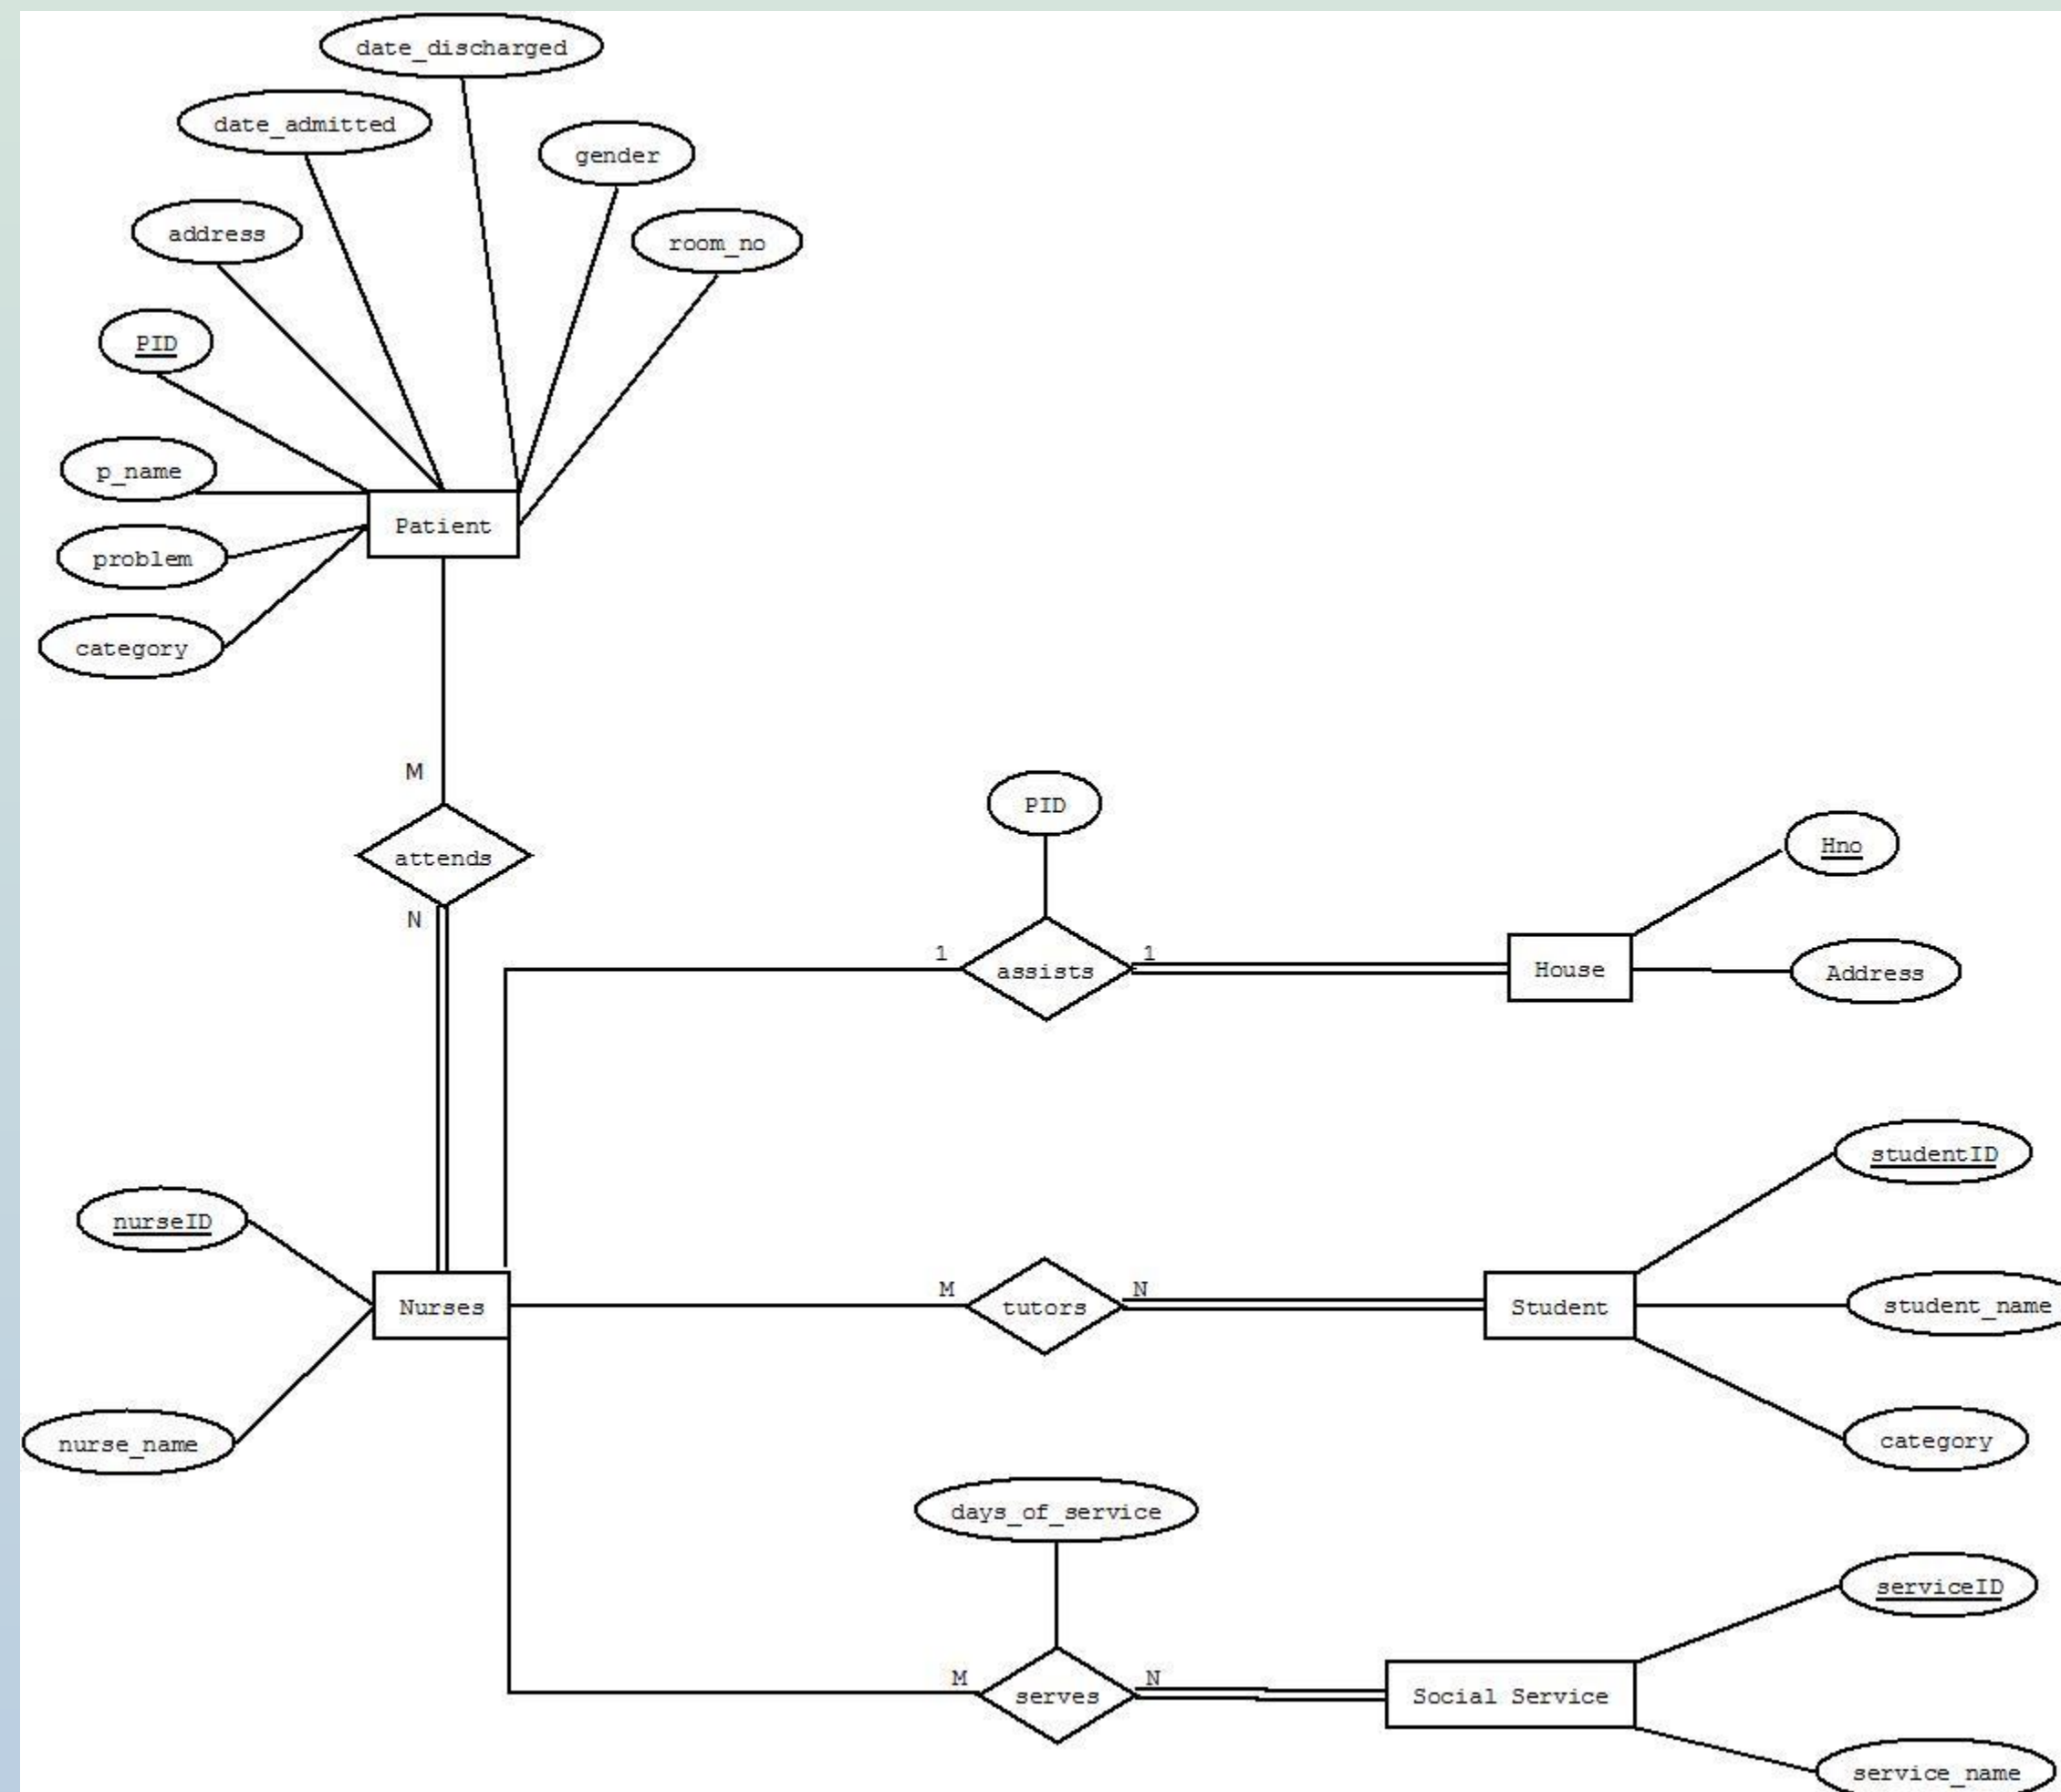 date_discharged
date_admitted
gender
address
room_no
PID
p_name
Patient
problem
category
M
attends
N
PID
Hno
1
assists
1
House
Address
studentID
nurseID
Nurses
M
tutors
N
Student
student_name
nurse_name
category
days_of_service
serviceID
M
serves
N
Social Service
service_name